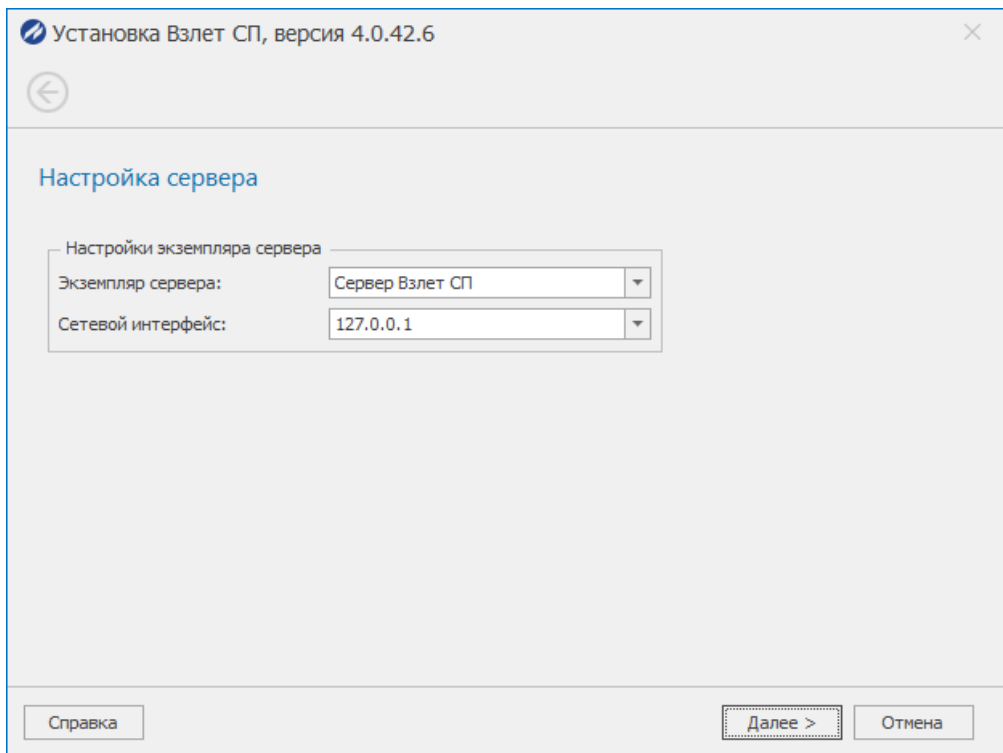 Установка Взлет СП, версия 4.0.42.6
Настройка сервера
Настройки экземпляра сервера
Экземпляр сервера: Сервер Взлет СП
Сетевой интерфейс: 127.0.0.1
Справка Далее > Отмена